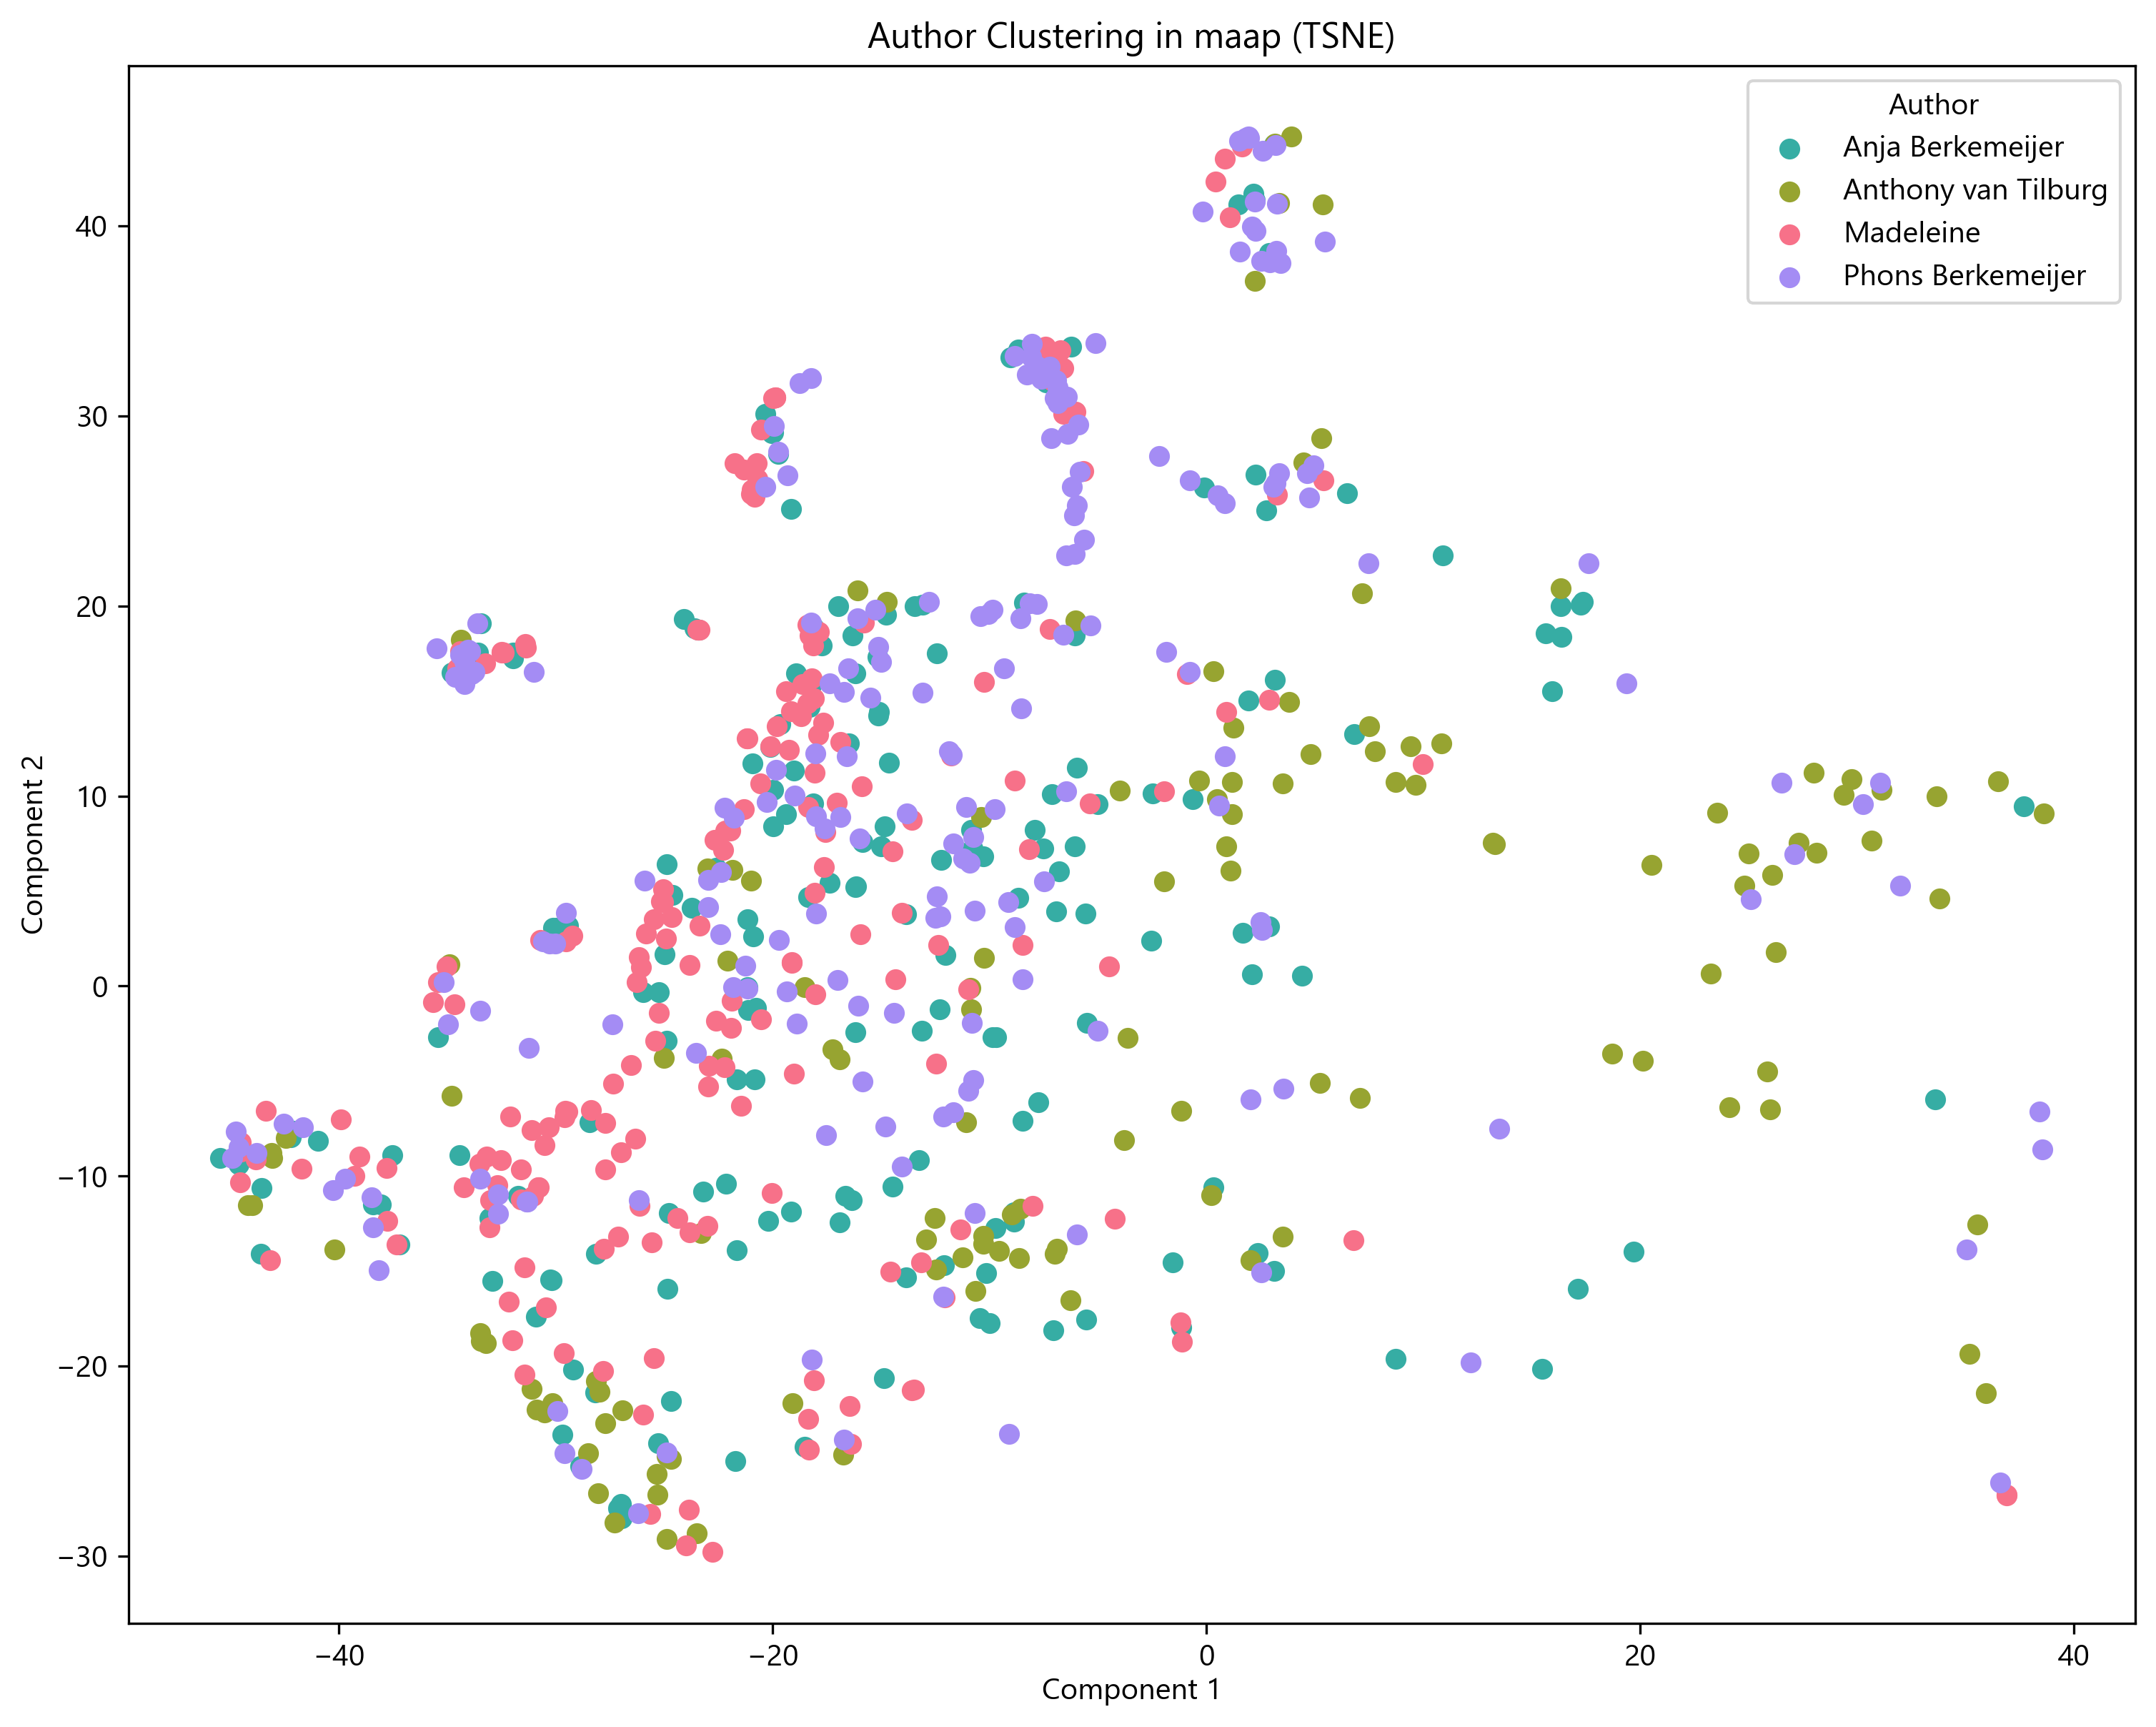 Author Clustering in maap (TSNE)
Author
Anja Berkemeijer
Anthony van Tilburg
Madeleine
Phons Berkemeijer
Component 2
40
30
20
10
0
−10
−20
−30
−40
−20
0
20
40
Component 1